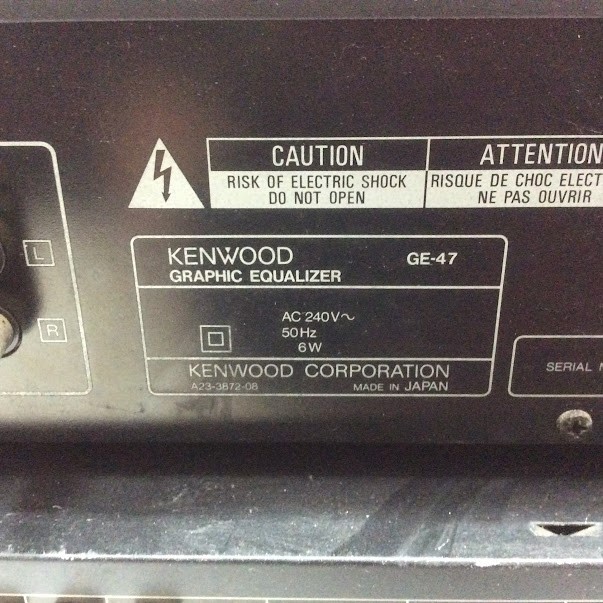 CAUTION
RISK OF ELECTRIC SHOCK
DO NOT OPEN
ATTENTION
RISQUE DE CHOC ELECT
NE PAS OUVRIR
L
R
KENWOOD GE-47
GRAPHIC EQUALIZER
AC 240V~
50Hz
6W
KENWOOD CORPORATION
A23-3872-08 MADE IN JAPAN
SERIAL N